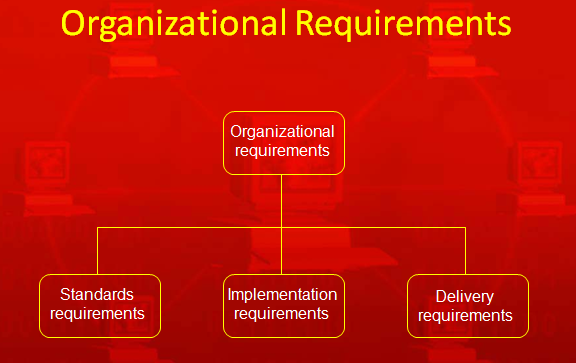 Organizational Requirements
Organizational
requirements
Standards
requirements
Implementation
requirements
Delivery
requirements